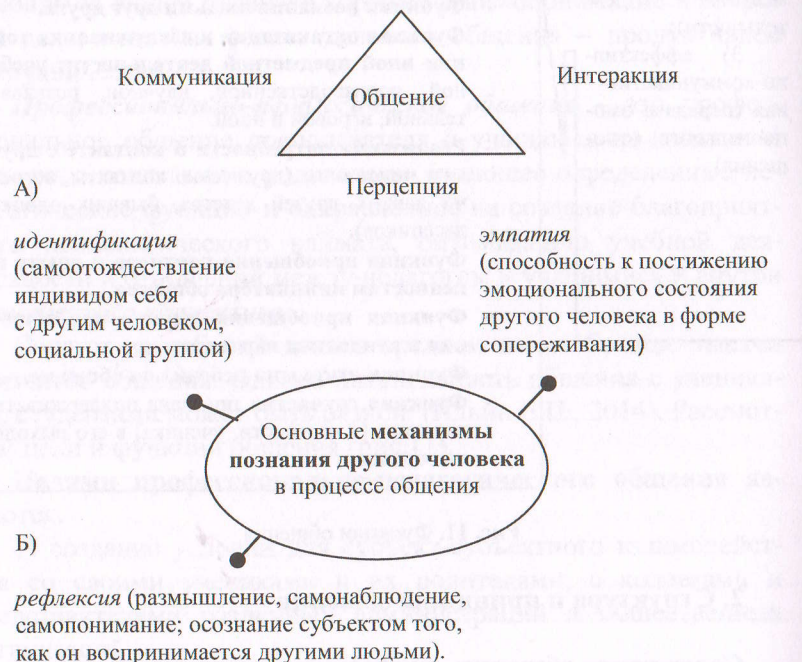 Коммуникация
Интеракция
Общение
Перцепция
А)
идентификация
(самоотождествление
индивидом себя
с другим человеком,
социальной группой)
эмпатия
(способность к постижению
эмоционального состояния
другого человека в форме
сопереживания)
Основные механизмы
познания другого человека
в процессе общения
Б)
рефлексия (размышление, самонаблюдение,
самопонимание; осознание субъектом того,
как он воспринимается другими людьми).